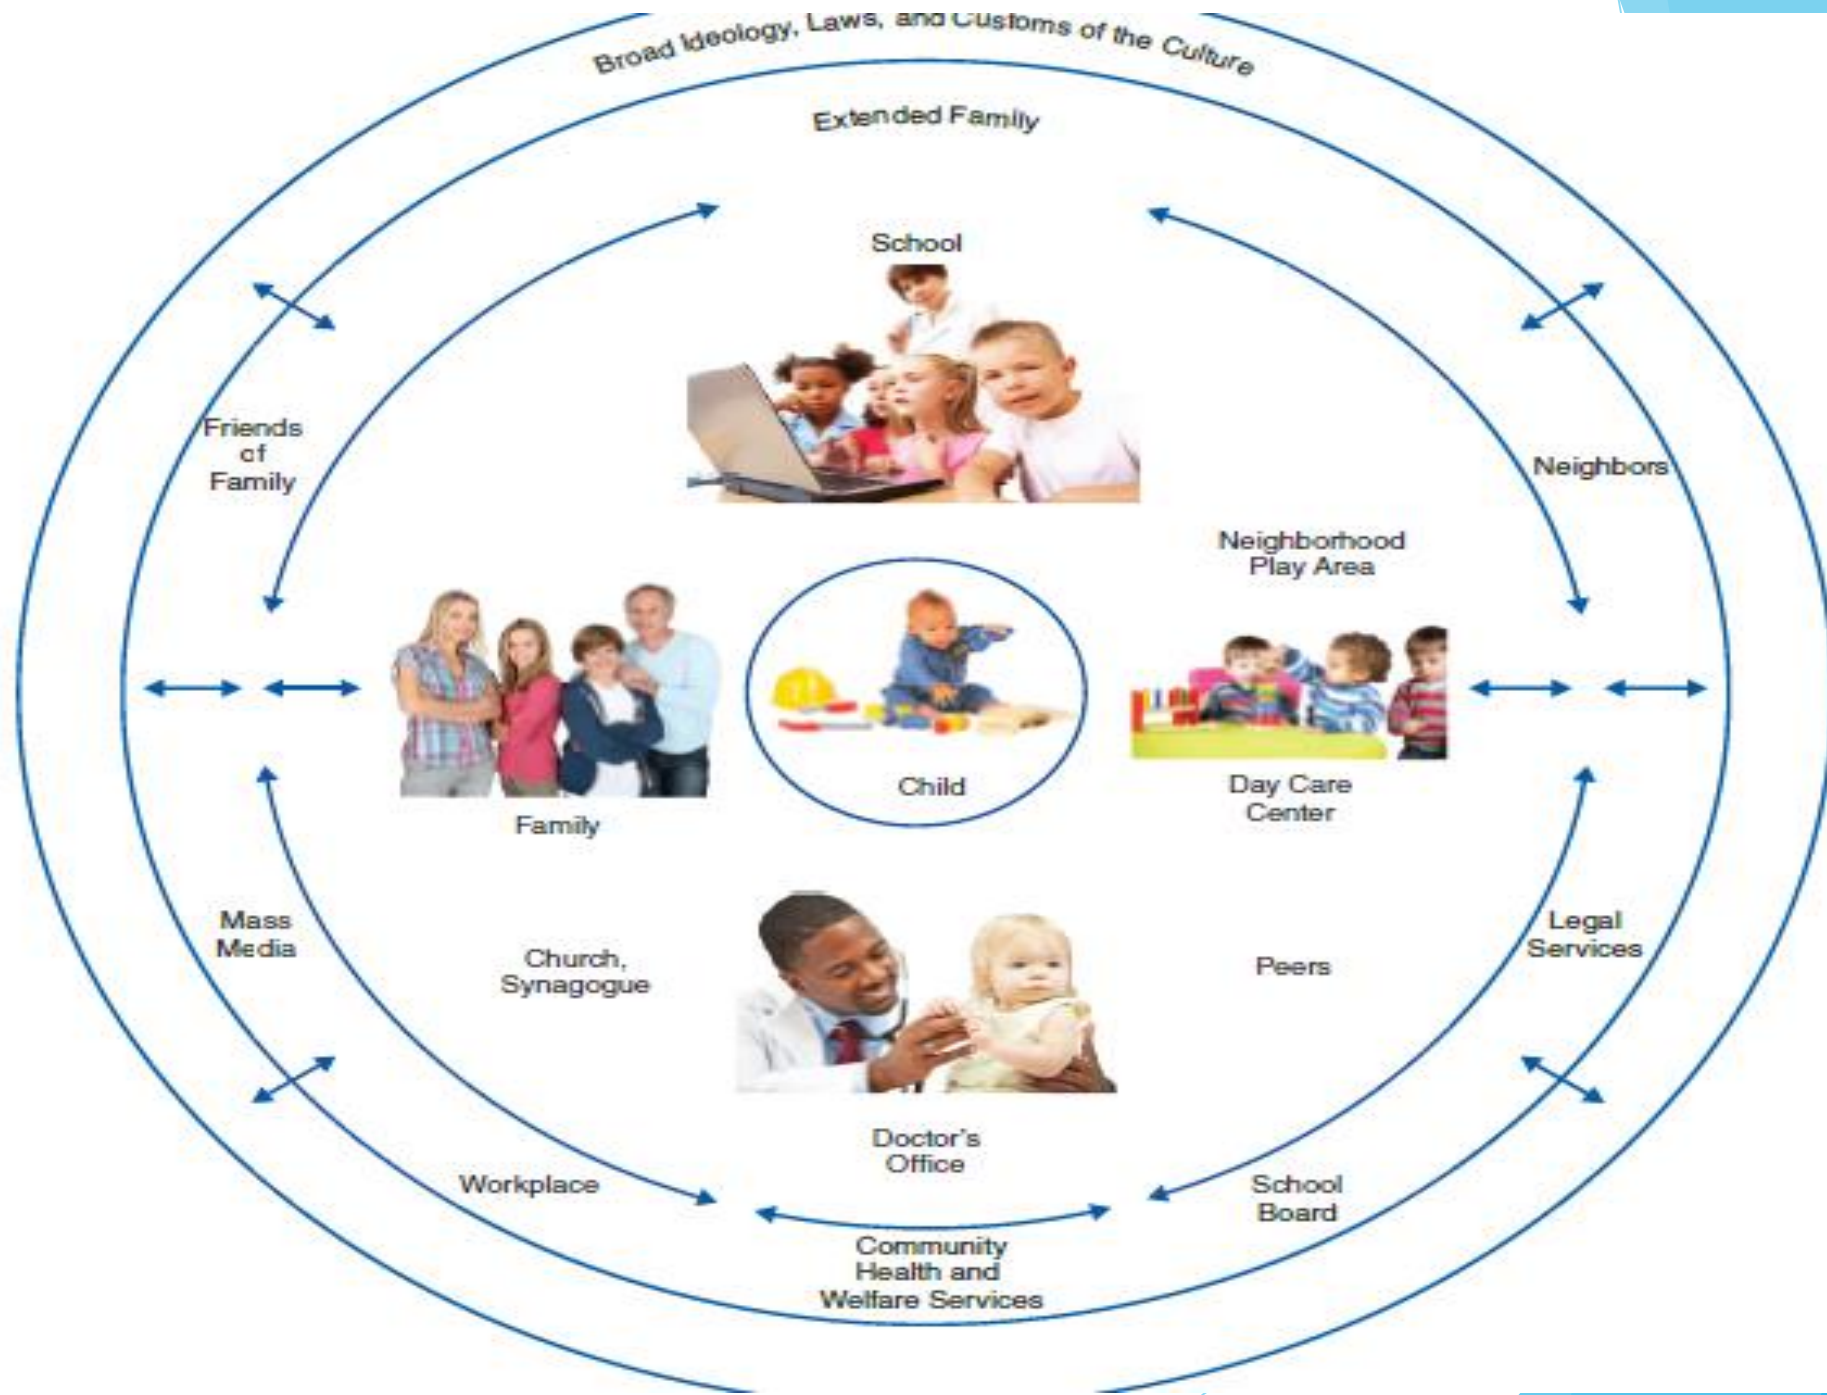 Broad Ideology, Laws, and Customs of the Culture
Extended Family
School
Friends
of
Family
Neighbors
Neighborhood
Play Area
Child
Day Care
Center
Family
Mass
Media
Church,
Synagogue
Peers
Legal
Services
Doctor's
Office
Workplace
School
Board
Community
Health and
Welfare Services